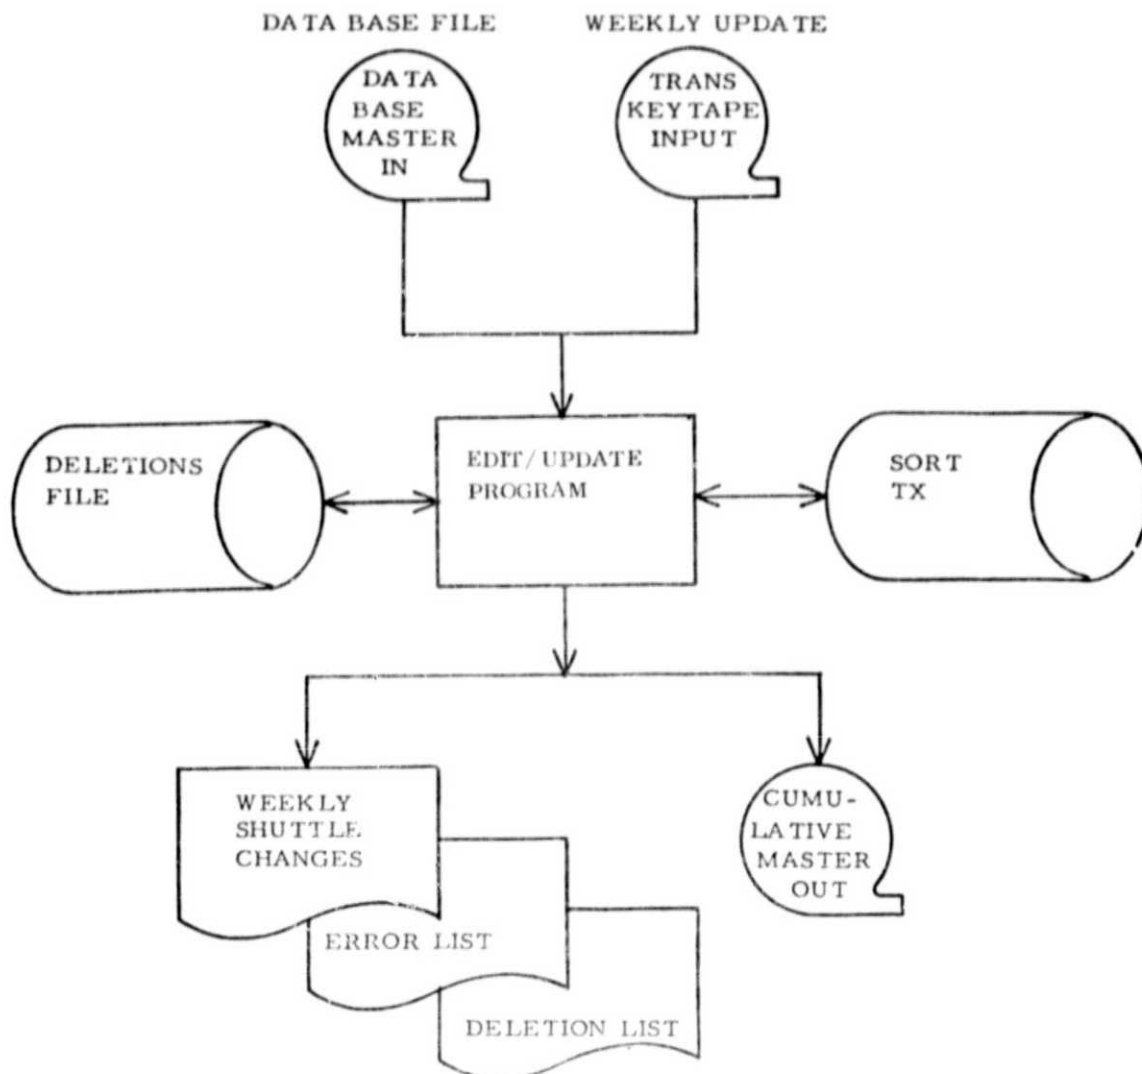 DATA BASE FILE
WEEKLY UPDATE
DATA
BASE
MASTER
IN
TRANS
KEYTAPE
INPUT
DELETIONS
FILE
EDIT/UPDATE
PROGRAM
SORT
TX
WEEKLY
SHUTTLE
CHANGES
ERROR LIST
DELETION LIST
CUMU-
LATIVE
MASTER
OUT